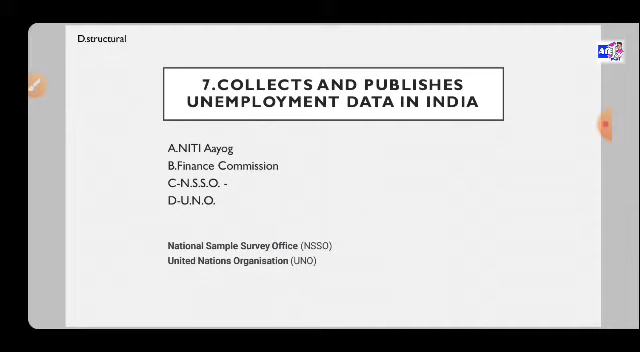 D.structural
7.COLLECTS AND PUBLISHES
UNEMPLOYMENT DATA IN INDIA
A.NITI Aayog
B.Finance Commission
C-N.S.S.O. -
D-U.N.O.
National Sample Survey Office (NSSO)
United Nations Organisation (UNO)